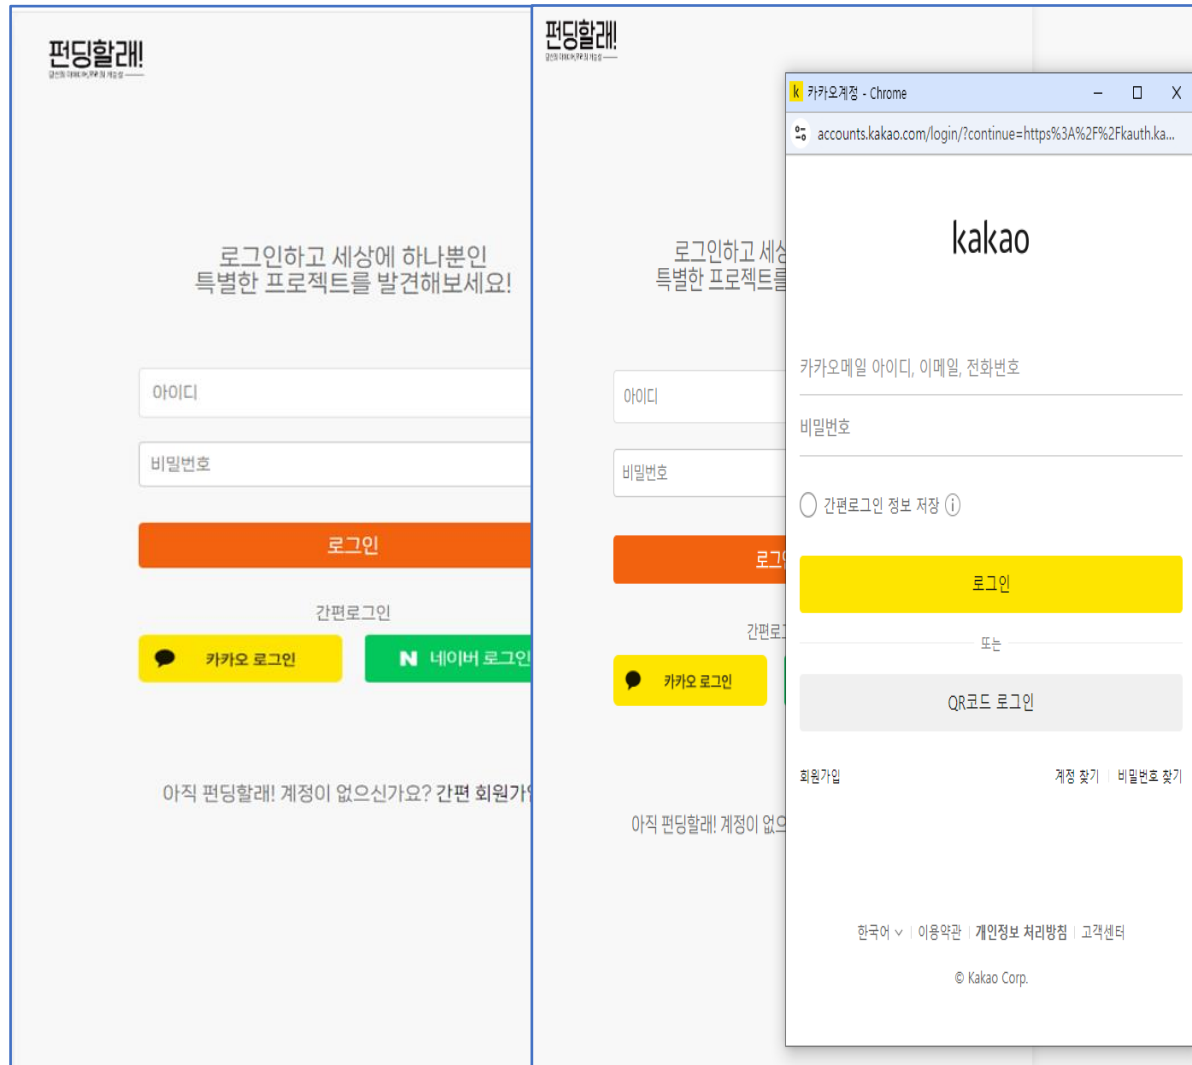 펀딩할래!
로그인하고 세상에 하나뿐인
특별한 프로젝트를 발견해보세요!
아이디
비밀번호
로그인
간편로그인
카카오 로그인
N 네이버 로그인
아직 펀딩할래! 계정이 없으신가요? 간편 회원가
펀딩할래!
로그인하고 세상
특별한 프로젝트를
아이디
비밀번호
로그
간편로
카카오 로그인
아직 펀딩할래! 계정이 없으
k 카카오계정 - Chrome
accounts.kakao.com/login/?continue=https%3A%2F%2Fkauth.ka...
kakao
카카오메일 아이디, 이메일, 전화번호
비밀번호
간편로그인 정보 저장
로그인
또는
QR코드 로그인
회원가입 계정 찾기 | 비밀번호 찾기
한국어 | 이용약관 | 개인정보 처리방침 | 고객센터
© Kakao Corp.